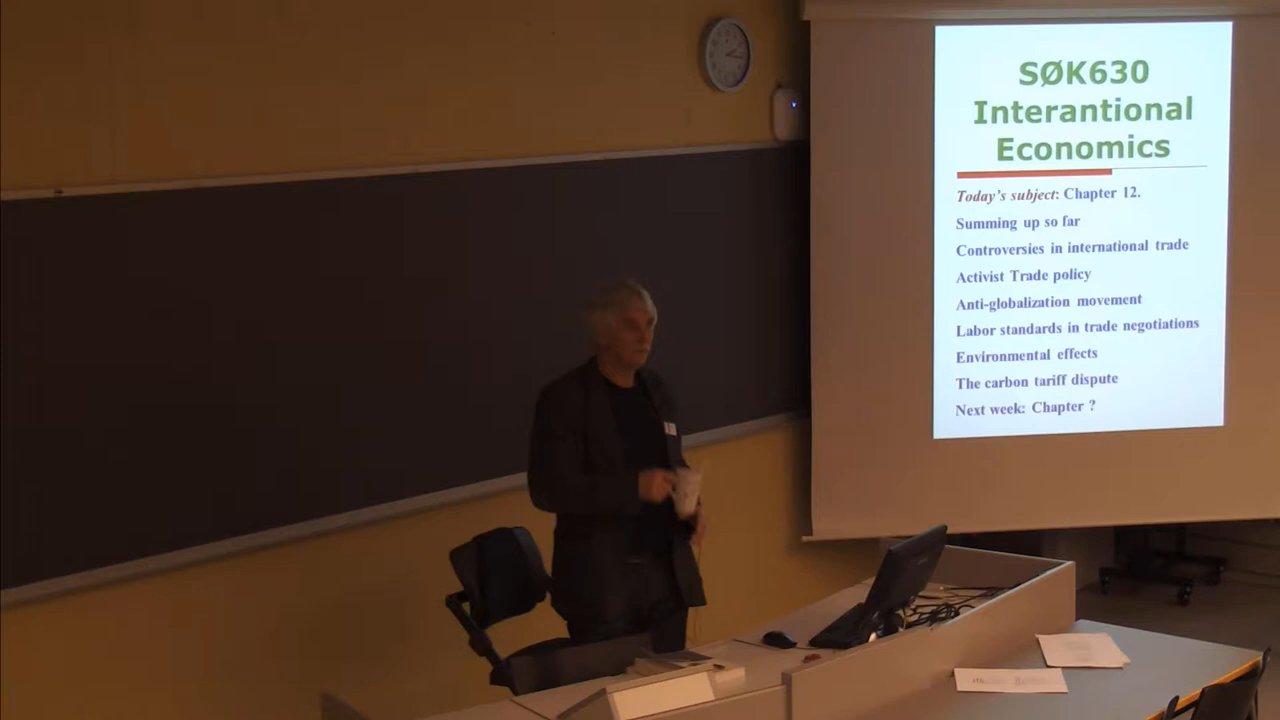 SØK630
Interantional
Economics
Today's subject: Chapter 12.
Summing up so far
Controversies in international trade
Activist Trade policy
Anti-globalization movement
Labor standards in trade negotiations
Environmental effects
The carbon tariff dispute
Next week: Chapter ?